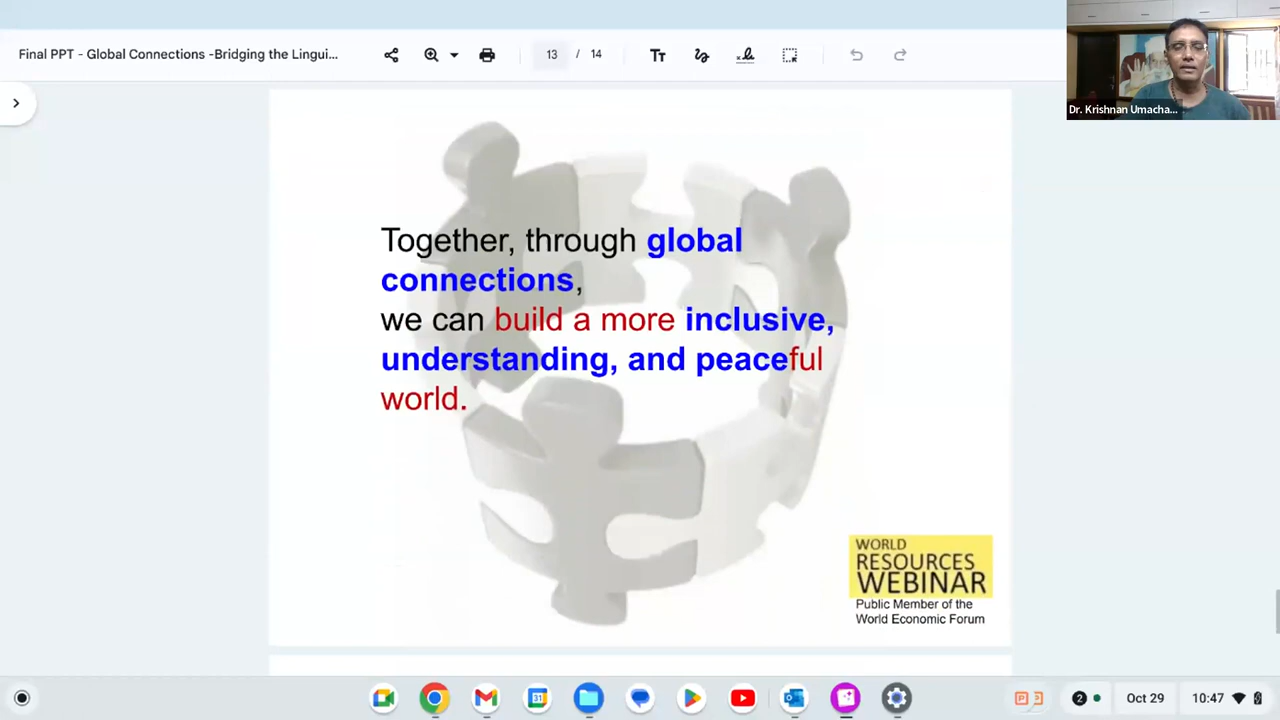 Final PPT - Global Connections -Bridging the Lingui...
13 / 14
Dr. Krishnan Umacha...
Together, through global
connections,
we can build a more inclusive,
understanding, and peaceful
world.
WORLD
RESOURCES
WEBINAR
Public Member of the
World Economic Forum
31
2
Oct 29
10:47